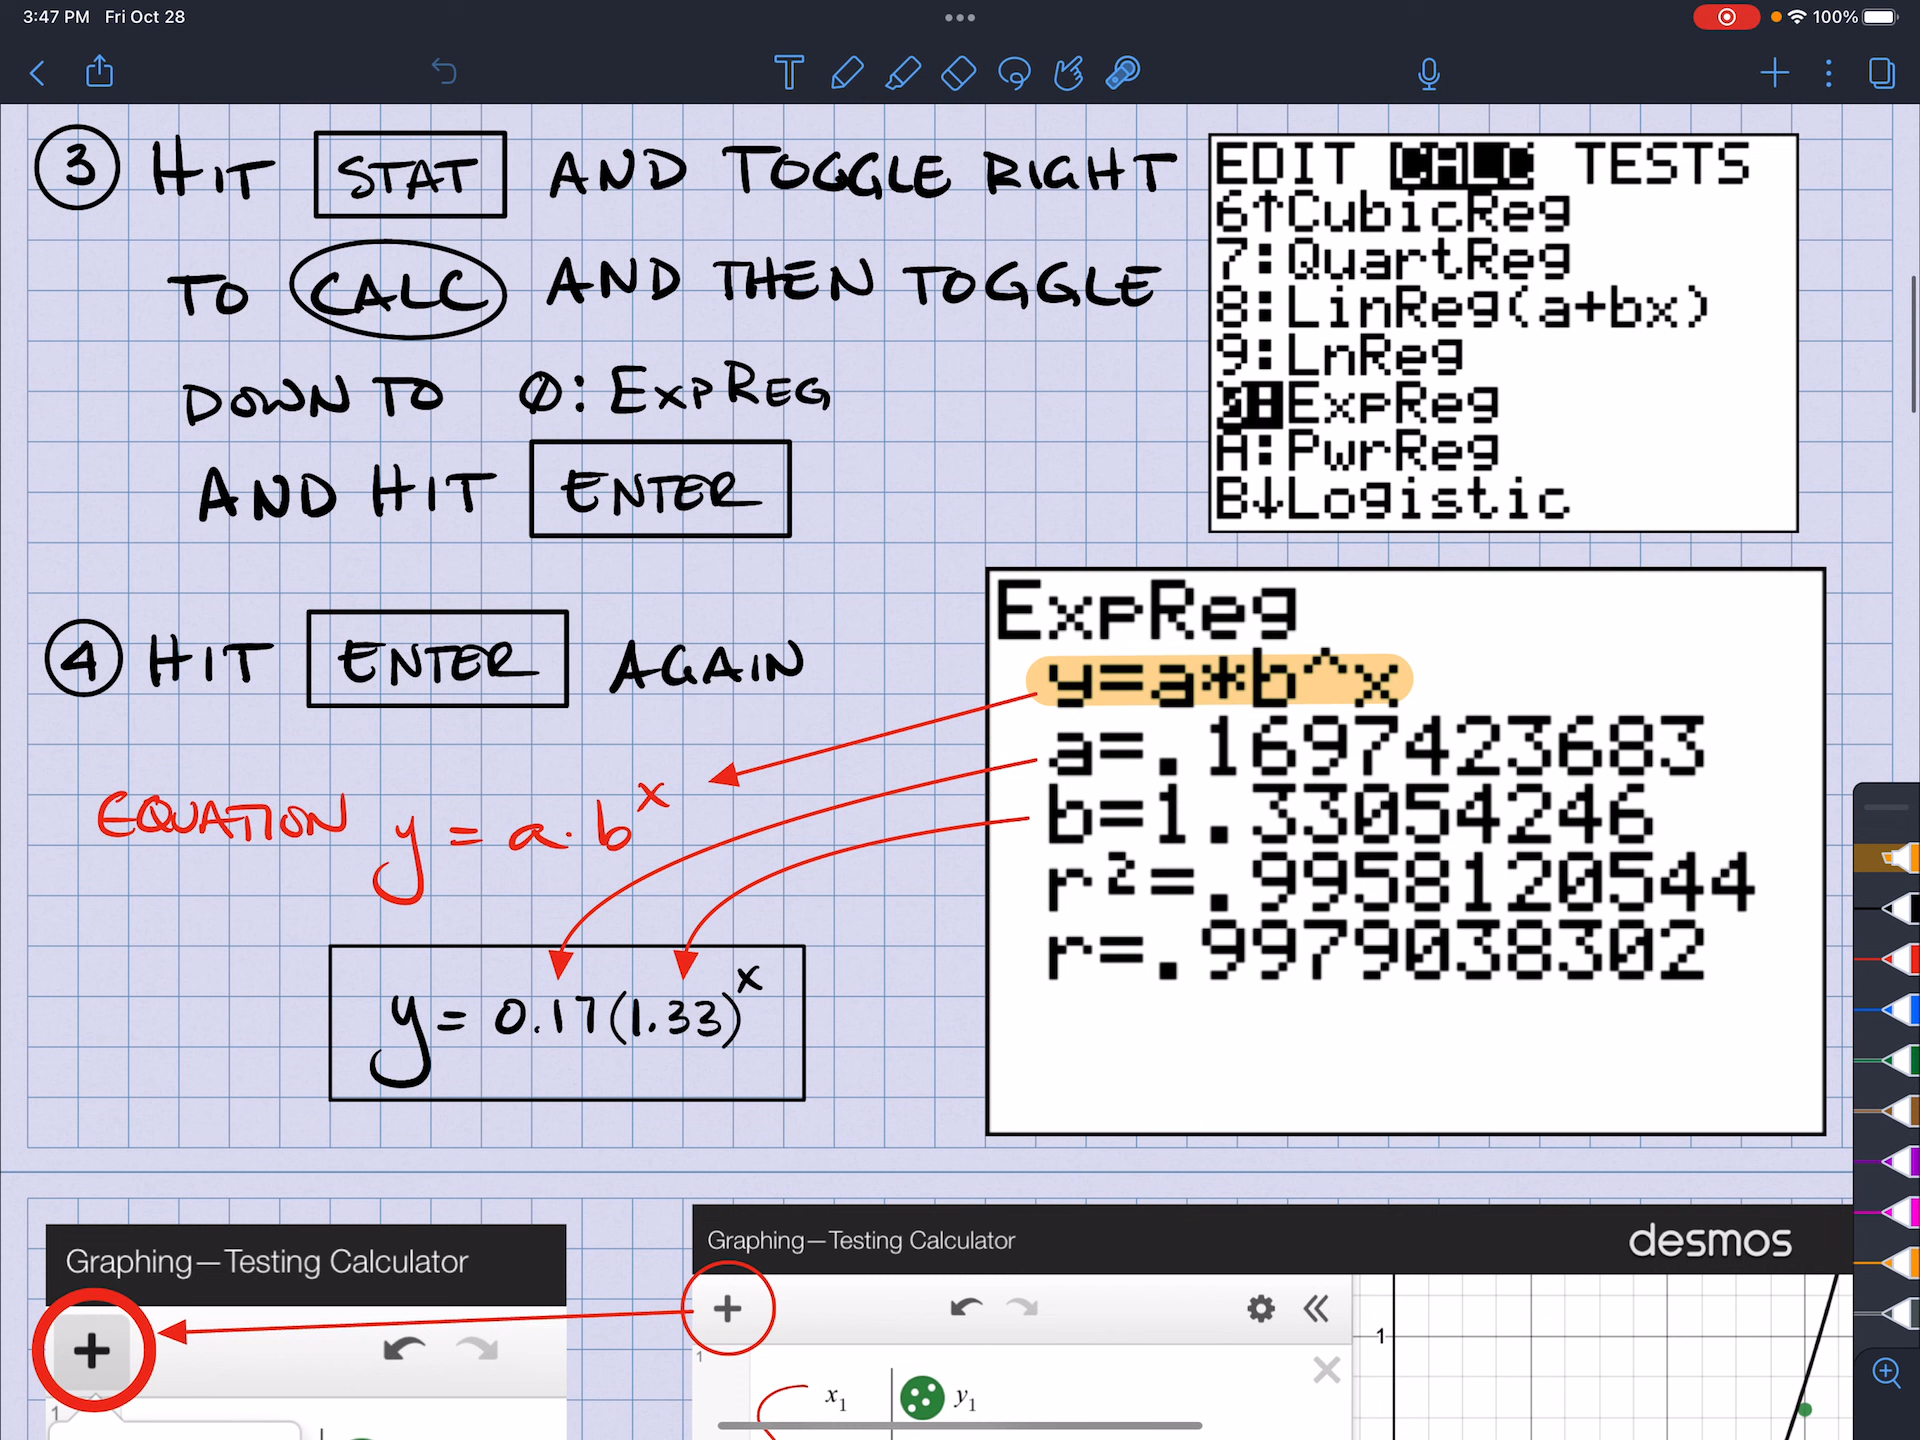 3:47 PM Fri Oct 28
100%
③ HIT STAT AND TOGGLE RIGHT
TO CALC AND THEN TOGGLE
DOWN TO 0: EXPREG
AND HIT ENTER
EDIT CALC TESTS
6↑CubicReg
7:QuartReg
8:LinReg(a+bx)
9:LnReg
0:ExpReg
A:PwrReg
B↓Logistic
④ HIT ENTER AGAIN
EQUATION y = a·b^x
y = 0.17(1.33)^x
ExpReg
y=a*b^x
a=.1697423683
b=1.33054246
r²=.9958120544
r=.9979038302
Graphing—Testing Calculator
+
1
Graphing—Testing Calculator
desmos
+
1
x₁ y₁
1